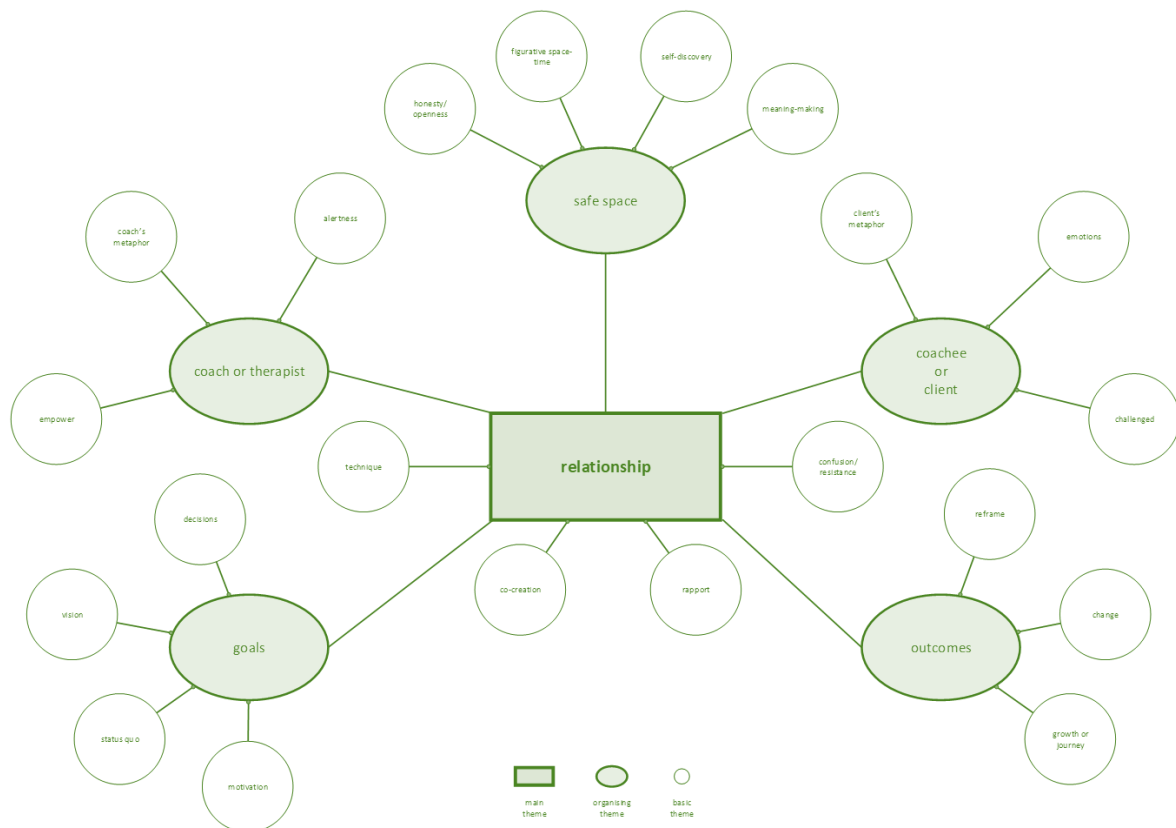 figurative space-
time
self-discovery
honesty/
openness
meaning-making
safe space
coach's
metaphor
alertness
client's
metaphor
emotions
coach or therapist
coachee
or
client
empower
challenged
technique
relationship
confusion/
resistance
decisions
reframe
co-creation
rapport
vision
change
goals
outcomes
status quo
growth or
journey
motivation
main
theme
organising
theme
basic
theme